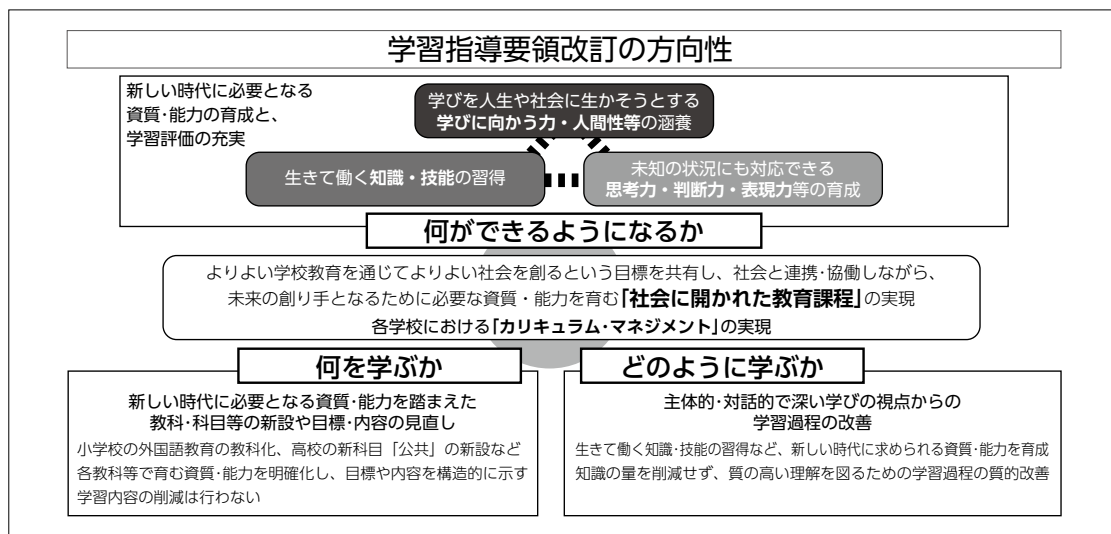 学習指導要領改訂の方向性
新しい時代に必要となる
資質･能力の育成と、
学習評価の充実
学びを人生や社会に生かそうとする
学びに向かう力・人間性等の涵養
生きて働く知識・技能の習得
未知の状況にも対応できる
思考力・判断力・表現力等の育成
何ができるようになるか
よりよい学校教育を通じてよりよい社会を創るという目標を共有し、社会と連携･協働しながら、
未来の創り手となるために必要な資質・能力を育む「社会に開かれた教育課程」の実現
各学校における「カリキュラム･マネジメント」の実現
何を学ぶか
新しい時代に必要となる資質･能力を踏まえた
教科･科目等の新設や目標･内容の見直し
小学校の外国語教育の教科化、高校の新科目「公共」の新設など
各教科等で育む資質･能力を明確化し、目標や内容を構造的に示す
学習内容の削減は行わない
どのように学ぶか
主体的･対話的で深い学びの視点からの
学習過程の改善
生きて働く知識･技能の習得など、新しい時代に求められる資質･能力を育成
知識の量を削減せず、質の高い理解を図るための学習過程の質的改善